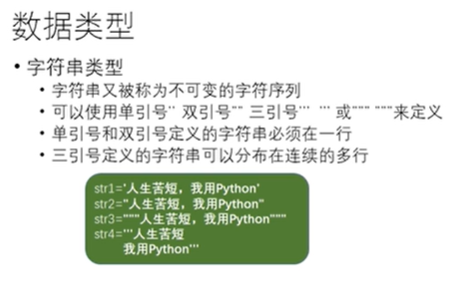 数据类型
• 字符串类型
• 字符串又被称为不可变的字符序列
• 可以使用单引号'' 双引号"" 三引号''' ''' 或""" """来定义
• 单引号和双引号定义的字符串必须在一行
• 三引号定义的字符串可以分布在连续的多行
str1='人生苦短，我用Python'
str2="人生苦短，我用Python"
str3="""人生苦短，我用Python"""
str4='''人生苦短
我用Python'''